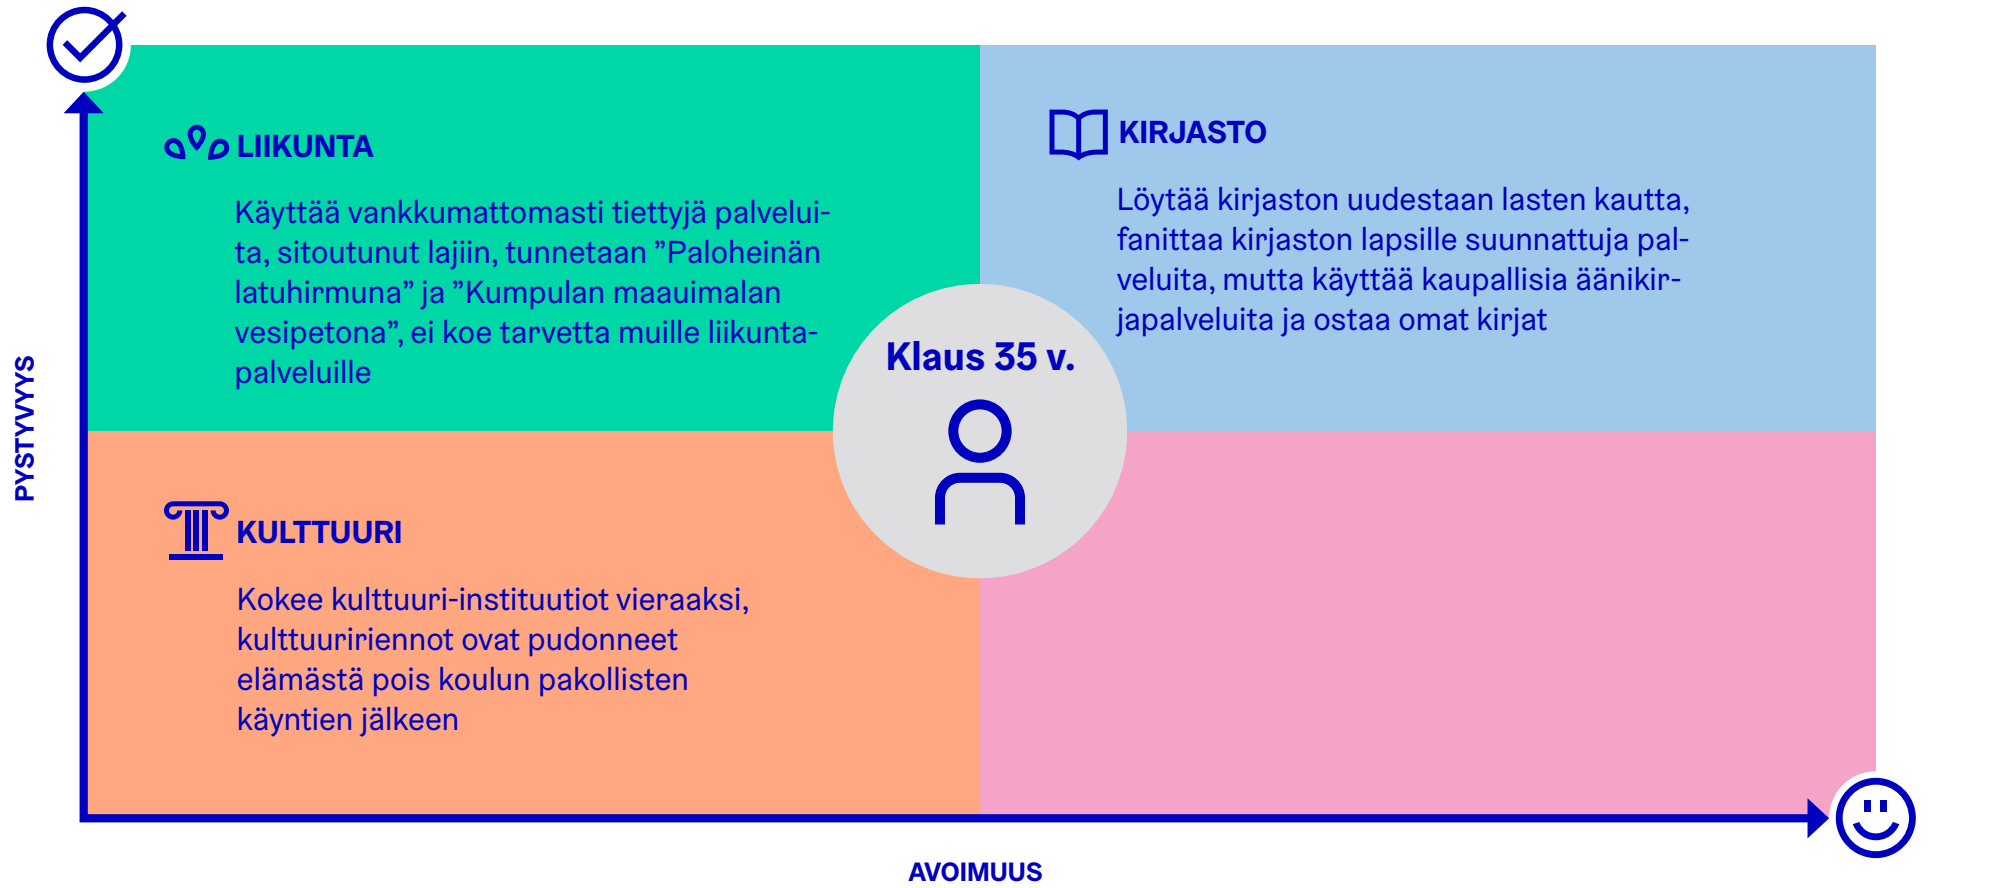 LIIKUNTA
Käyttää vankkumattomasti tiettyjä palvelui-
ta, sitoutunut lajiin, tunnetaan ”Paloheinän
latuhirmuna” ja ”Kumpulan maauimalan
vesipetona”, ei koe tarvetta muille liikunta-
palveluille
KIRJASTO
Löytää kirjaston uudestaan lasten kautta,
fanittaa kirjaston lapsille suunnattuja pal-
veluita, mutta käyttää kaupallisia äänikir-
japalveluita ja ostaa omat kirjat
Klaus 35 v.
PYSTYVYYS
KULTTUURI
Kokee kulttuuri-instituutiot vieraaksi,
kulttuuririennot ovat pudonneet
elämästä pois koulun pakollisten
käyntien jälkeen
AVOIMUUS